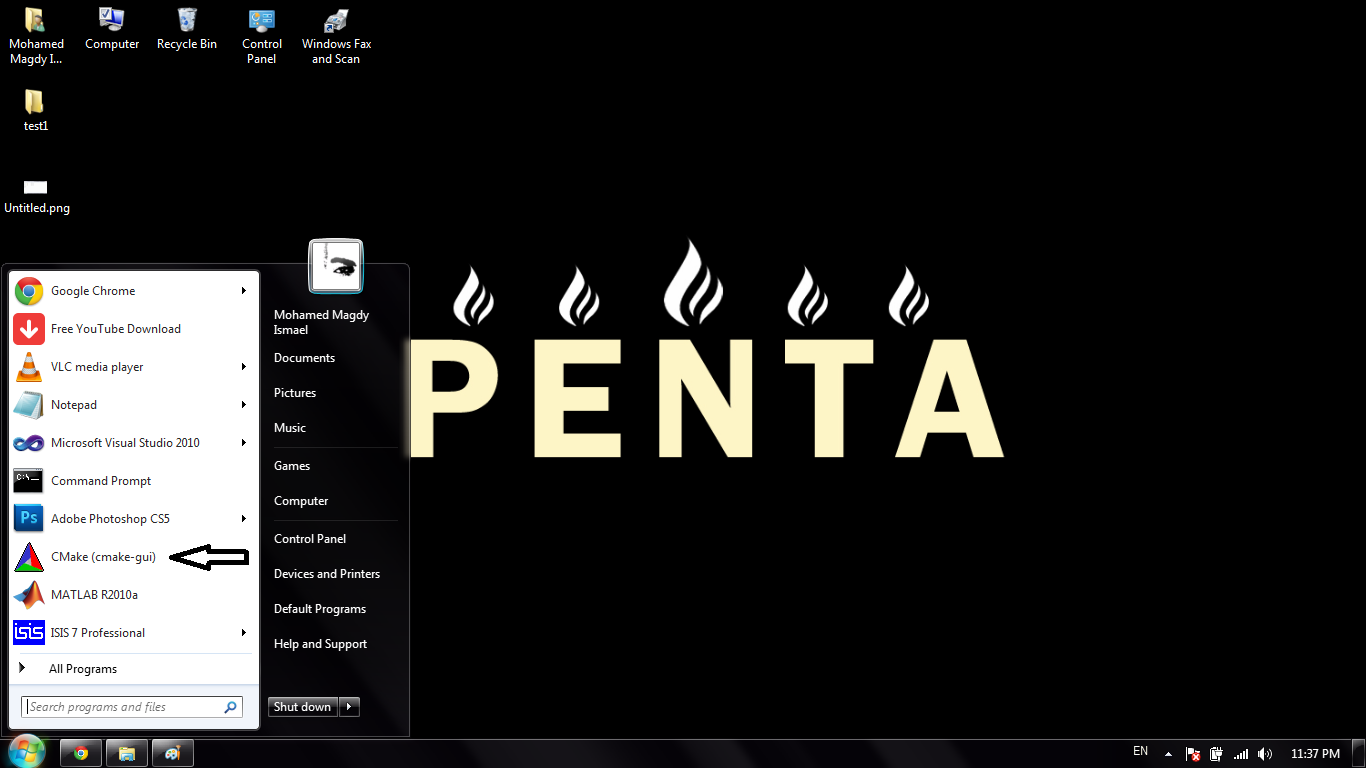 Mohamed
Magdy I...
Computer
Recycle Bin
Control
Panel
Windows Fax
and Scan
test1
Untitled.png
Google Chrome
Free YouTube Download
VLC media player
Notepad
Microsoft Visual Studio 2010
C:\_
Command Prompt
Ps
Adobe Photoshop CS5
CMake (cmake-gui)
MATLAB R2010a
isis
ISIS 7 Professional
All Programs
Search programs and files
Mohamed Magdy
Ismael
Documents
Pictures
Music
Games
Computer
Control Panel
Devices and Printers
Default Programs
Help and Support
Shut down
PENTA
EN
11:37 PM